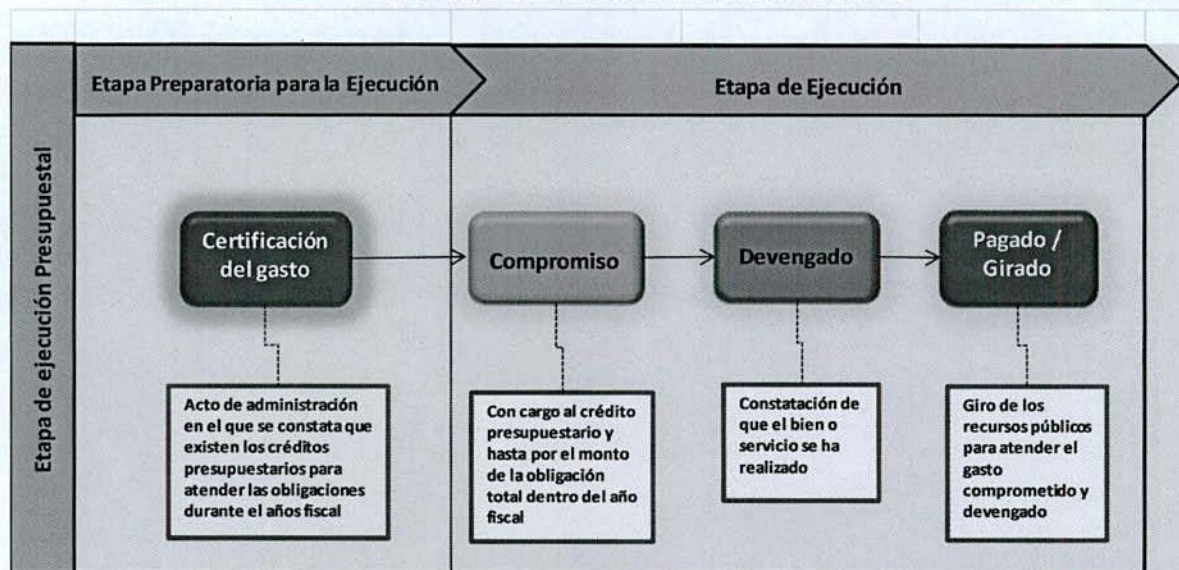 Etapa Preparatoria para la Ejecución
Etapa de Ejecución
Etapa de ejecución Presupuestal
Certificación
del gasto
Compromiso
Devengado
Pagado /
Girado
Acto de administración
en el que se constata que
existen los créditos
presupuestarios para
atender las obligaciones
durante el años fiscal
Con cargo al crédito
presupuestario y
hasta por el monto
de la obligación
total dentro del año
fiscal
Constatación de
que el bien o
servicio se ha
realizado
Giro de los
recursos públicos
para atender el
gasto
comprometido y
devengado